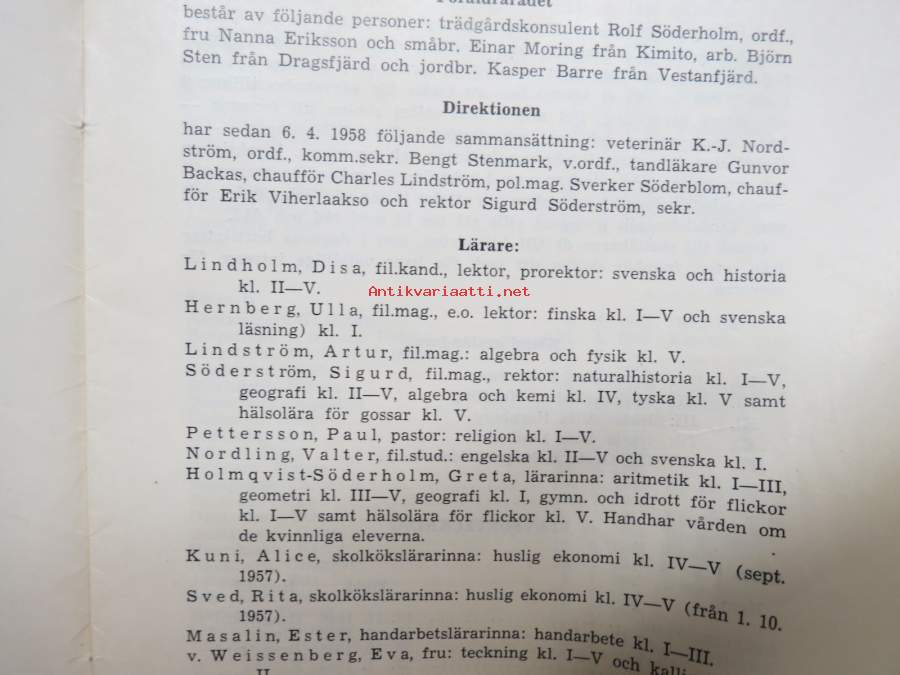 består av följande personer: trädgårdskonsulent Rolf Söderholm, ordf.,
fru Nanna Eriksson och småbr. Einar Moring från Kimito, arb. Björn
Sten från Dragsfjärd och jordbr. Kasper Barre från Vestanfjärd.
Direktionen
har sedan 6. 4. 1958 följande sammansättning: veterinär K.-J. Nord-
ström, ordf., komm.sekr. Bengt Stenmark, v.ordf., tandläkare Gunvor
Backas, chaufför Charles Lindström, pol.mag. Sverker Söderblom, chauf-
för Erik Viherlaakso och rektor Sigurd Söderström, sekr.
Lärare:
Lindholm, Disa, fil.kand., lektor, prorektor: svenska och historia
kl. II—V.
Antikvariaatti.net
Hernberg, Ulla, fil.mag., e.o. lektor: finska kl. I—V och svenska
läsning) kl. I.
Lindström, Artur, fil.mag.: algebra och fysik kl. V.
Söderström, Sigurd, fil.mag., rektor: naturalhistoria kl. I—V,
geografi kl. II—V, algebra och kemi kl. IV, tyska kl. V samt
hälsolära för gossar kl. V.
Pettersson, Paul, pastor: religion kl. I—V.
Nordling, Valter, fil.stud.: engelska kl. II—V och svenska kl. I.
Holmqvist-Söderholm, Greta, lärarinna: aritmetik kl. I—III,
geometri kl. III—V, geografi kl. I, gymn. och idrott för flickor
kl. I—V samt hälsolära för flickor kl. V. Handhar vården om
de kvinnliga eleverna.
Kuni, Alice, skolkökslärarinna: huslig ekonomi kl. IV—V (sept.
1957).
Sved, Rita, skolkökslärarinna: huslig ekonomi kl. IV—V (från 1. 10.
1957).
Masalin, Ester, handarbetslärarinna: handarbete kl. I—III.
v. Weissenberg, Eva, fru: teckning kl. I—V och